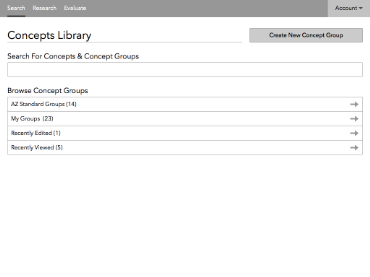 Search Research Evaluate Account
Concepts Library
Create New Concept Group
Search For Concepts & Concept Groups
Browse Concept Groups
AZ Standard Groups (14)
My Groups (23)
Recently Edited (1)
Recently Viewed (5)